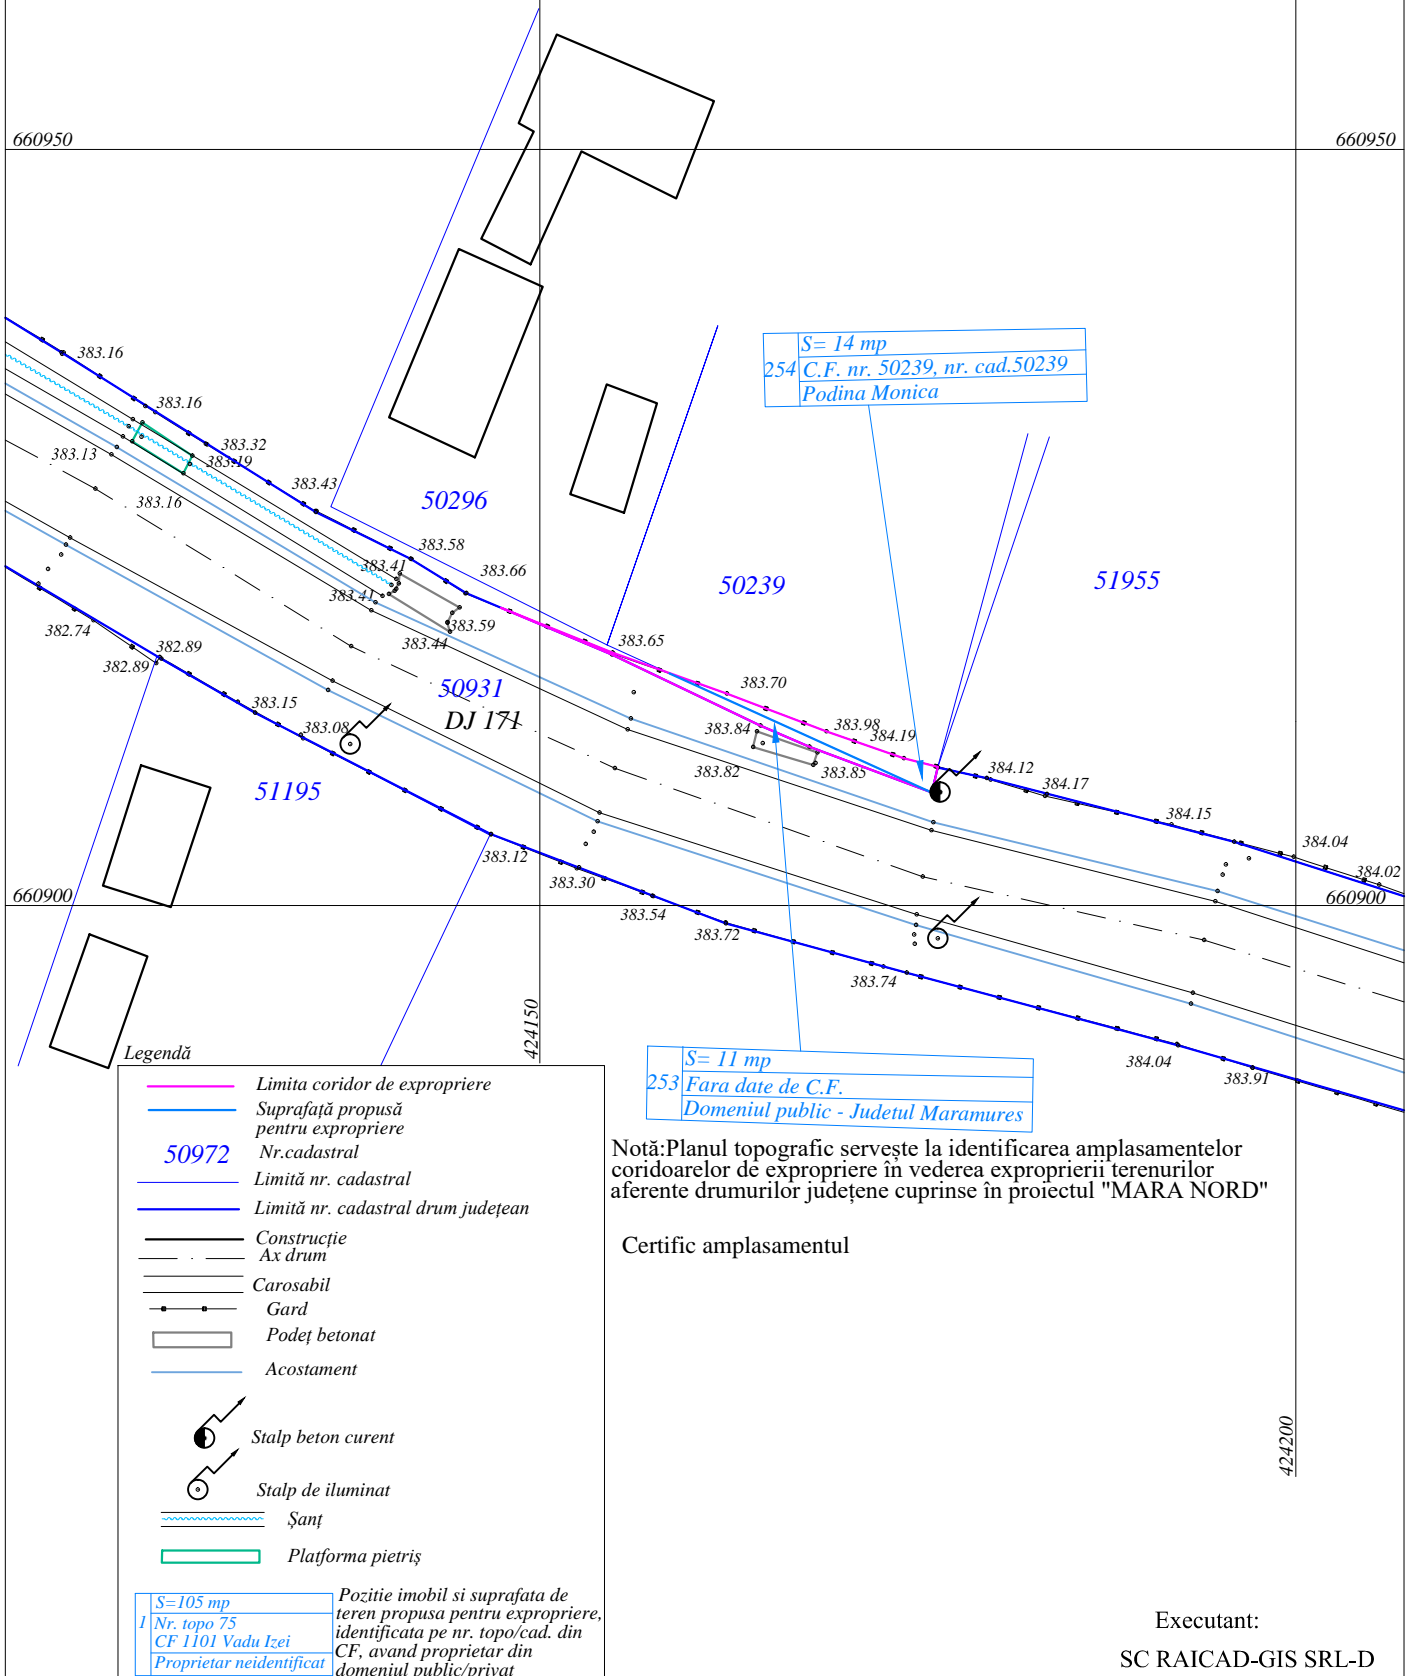 660950
660950
S= 14 mp
254
C.F. nr. 50239, nr. cad.50239
Podina Monica
383.16
383.16
383.32
383.13
383.19
383.43
383.16
50296
383.58
383.41
383.66
50239
51955
383.41
383.59
383.44
382.74
382.89
382.89
383.65
50931
383.70
383.15
DJ 171
383.08
383.84
383.98
384.19
383.82
383.85
384.12
384.17
51195
384.15
384.04
383.12
383.30
384.02
660900
383.54
660900
383.72
383.74
424150
384.04
383.91
S= 11 mp
253
Fara date de C.F.
Domeniul public - Judetul Maramures
Legendă
Limita coridor de expropriere
Suprafață propusă
pentru expropriere
50972
Nr.cadastral
Limită nr. cadastral
Limită nr. cadastral drum județean
Construcție
Ax drum
Carosabil
Gard
Podeț betonat
Acostament
Stalp beton curent
Stalp de iluminat
Șanț
Platforma pietriș
1
S=105 mp
Nr. topo 75
CF 1101 Vadu Izei
Proprietar neidentificat
Pozitie imobil si suprafata de
teren propusa pentru expropriere,
identificata pe nr. topo/cad. din
CF, avand proprietar din
domeniul public/privat
Notă:Planul topografic servește la identificarea amplasamentelor
coridoarelor de expropriere în vederea exproprierii terenurilor
aferente drumurilor județene cuprinse în proiectul "MARA NORD"
Certific amplasamentul
424200
Executant:
SC RAICAD-GIS SRL-D